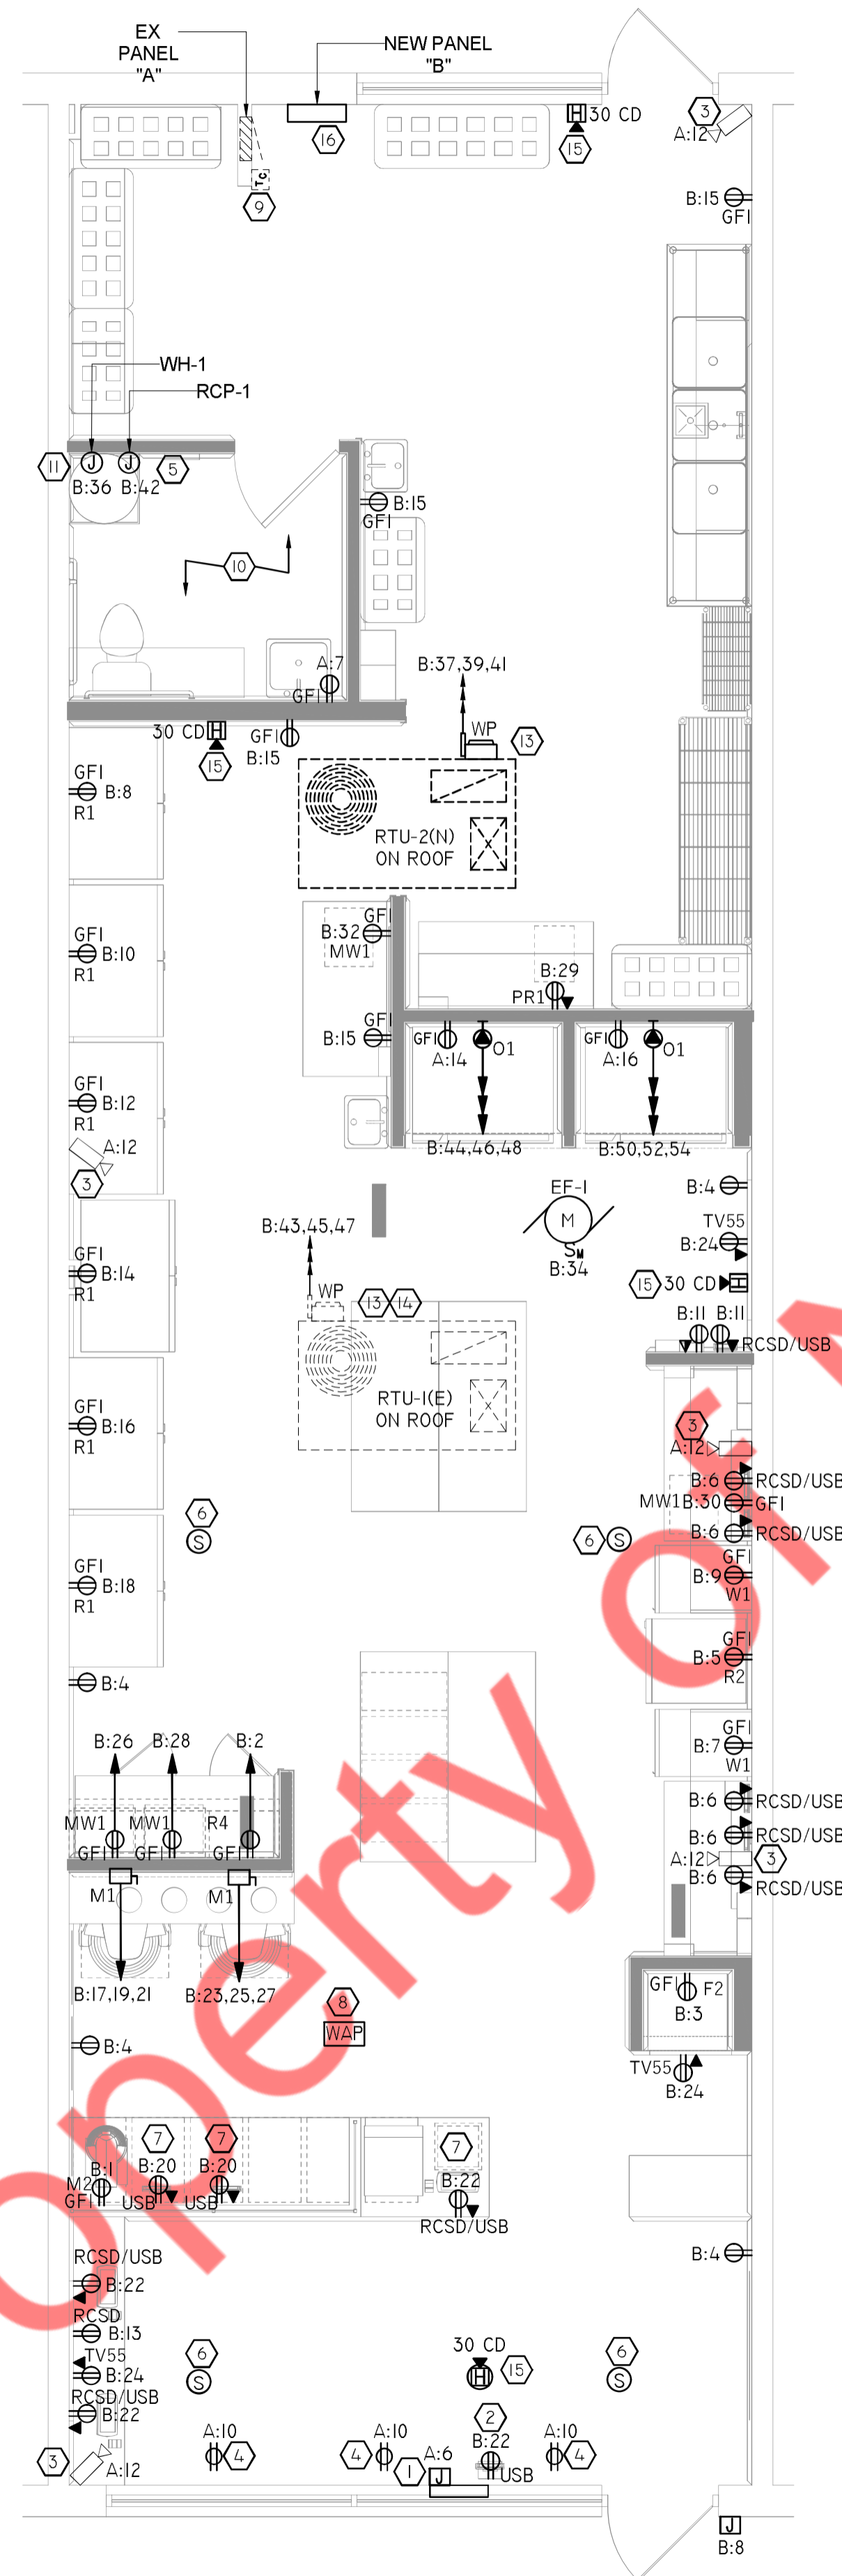 EX
PANEL
"A"
NEW PANEL
"B"
16
30 CD
15
3
A:12
TC
9
B:15
GFI
WH-1
RCP-1
11
J
J
5
B:36
B:42
B:15
GFI
10
A:7
GFI
B:37,39,41
WP
13
30 CD
H
15
GFI
B:15
GFI
B:8
R1
RTU-2(N)
ON ROOF
GFI
B:10
R1
GFI
B:32
MW1
B:29
PR1
GFI
B:15
GFI
A:14
O1
GFI
A:16
O1
GFI
B:12
R1
A:12
3
B:44,46,48
B:50,52,54
B:4
EF-1
M
SM
B:34
TV55
B:24
B:43,45,47
WP
13
14
GFI
B:14
R1
15
30 CD
H
B:11
B:11
RCSD/USB
RTU-1(E)
ON ROOF
GFI
B:16
R1
3
A:12
B:6
RCSD/USB
MW1
B:30
GFI
B:6
RCSD/USB
6
S
6
S
GFI
B:9
W1
GFI
B:18
R1
GFI
B:5
R2
B:4
B:26
B:28
B:2
GFI
B:7
W1
MW1
MW1
R4
GFI
GFI
GFI
B:6
RCSD/USB
B:6
RCSD/USB
A:12
3
B:6
RCSD/USB
M1
M1
B:17,19,21
B:23,25,27
GFI
F2
B:3
8
WAP
B:4
TV55
B:24
7
7
7
B:1
B:20
B:20
B:22
M2
GFI
USB
USB
RCSD/USB
B:4
RCSD/USB
B:22
RCSD
B:13
TV55
B:24
RCSD/USB
B:22
6
S
30 CD
H
15
6
S
2
3
A:12
A:10
4
4
A:10
1
A:6
J
B:22
USB
A:10
4
J
B:8
Property of